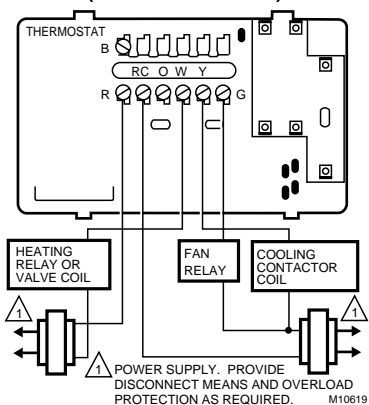 THERMOSTAT
B
RC O W Y
R
G
HEATING
RELAY OR
VALVE COIL
FAN
RELAY
COOLING
CONTACTOR
COIL
1
1
1 POWER SUPPLY. PROVIDE
DISCONNECT MEANS AND OVERLOAD
PROTECTION AS REQUIRED. M10619